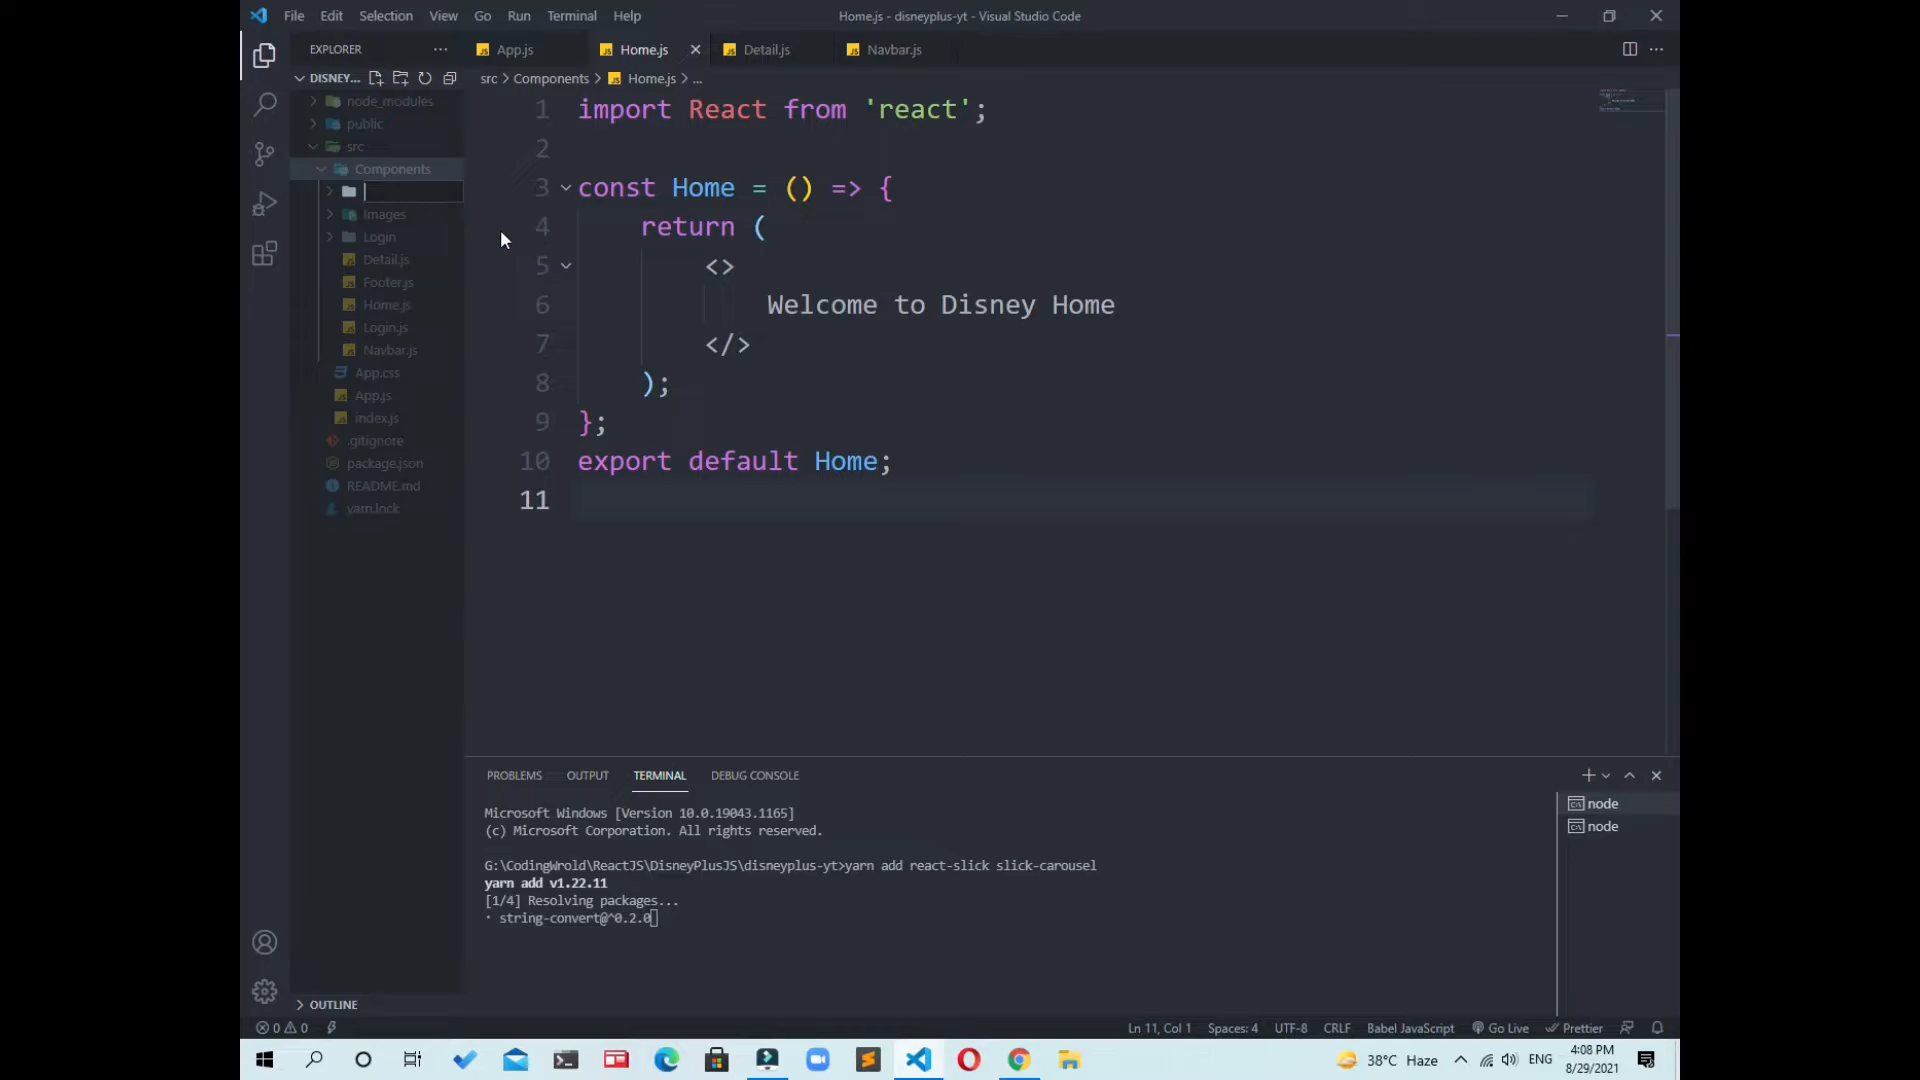 File Edit Selection View Go Run Terminal Help
Home.js - disneyplus-yt - Visual Studio Code
EXPLORER
App.js
Home.js
Detail.js
Navbar.js
DISNEY...
src > Components > Home.js > ...
node_modules
public
src
Components
Images
Login
Detail.js
Footer.js
Home.js
Login.js
Navbar.js
App.css
App.js
index.js
.gitignore
package.json
README.md
yarn.lock
OUTLINE
1 import React from 'react';
2
3 const Home = () => {
4 return (
5 <>
6 Welcome to Disney Home
7 </>
8 );
9 };
10 export default Home;
11
PROBLEMS OUTPUT TERMINAL DEBUG CONSOLE
Microsoft Windows [Version 10.0.19043.1165]
(c) Microsoft Corporation. All rights reserved.
G:\CodingWrold\ReactJS\DisneyPlusJS\disneyplus-yt>yarn add react-slick slick-carousel
yarn add v1.22.11
[1/4] Resolving packages...
⠁ string-convert@^0.2.0
node
node
0 0
Ln 11, Col 1 Spaces: 4 UTF-8 CRLF Babel JavaScript Go Live Prettier
38°C Haze ENG
4:08 PM
8/29/2021